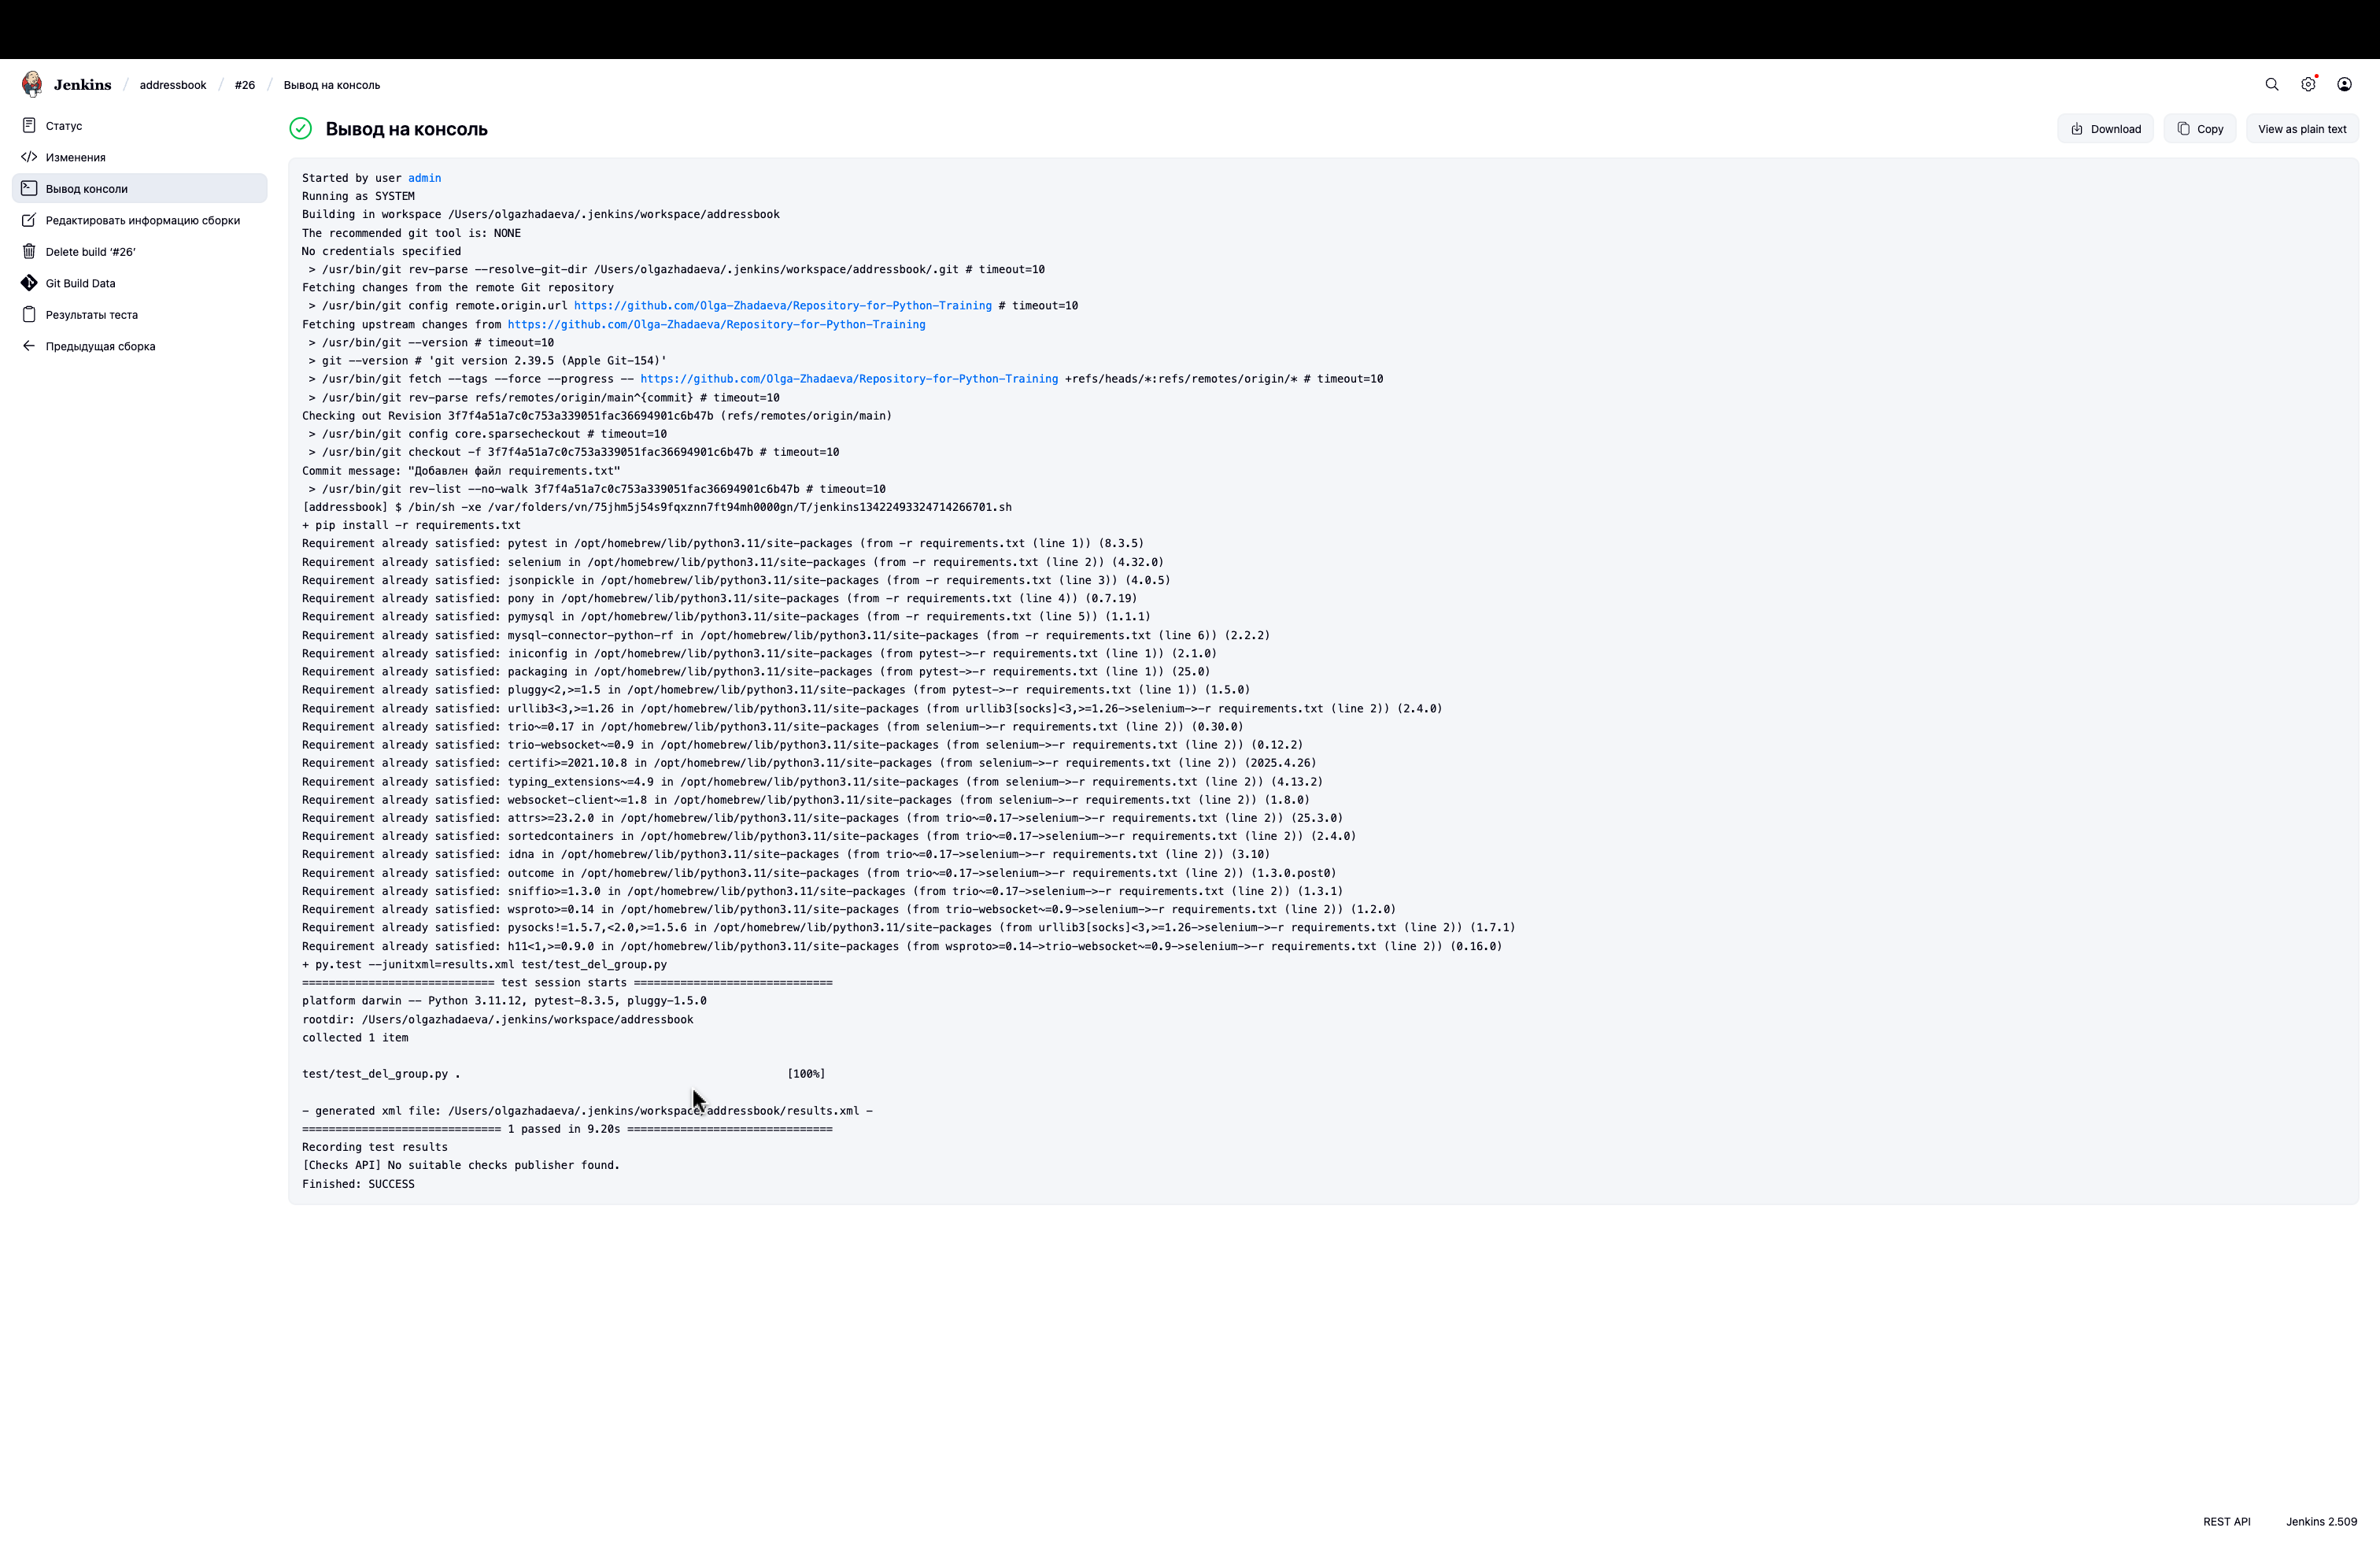 Jenkins / addressbook / #26 / Вывод на консоль
Статус
Изменения
Вывод консоли
Редактировать информацию сборки
Delete build ‘#26’
Git Build Data
Результаты теста
Предыдущая сборка
Вывод на консоль
Download
Copy
View as plain text
Started by user admin
Running as SYSTEM
Building in workspace /Users/olgazhadaeva/.jenkins/workspace/addressbook
The recommended git tool is: NONE
No credentials specified
> /usr/bin/git rev-parse --resolve-git-dir /Users/olgazhadaeva/.jenkins/workspace/addressbook/.git # timeout=10
Fetching changes from the remote Git repository
> /usr/bin/git config remote.origin.url https://github.com/Olga-Zhadaeva/Repository-for-Python-Training # timeout=10
Fetching upstream changes from https://github.com/Olga-Zhadaeva/Repository-for-Python-Training
> /usr/bin/git --version # timeout=10
> git --version # 'git version 2.39.5 (Apple Git-154)'
> /usr/bin/git fetch --tags --force --progress -- https://github.com/Olga-Zhadaeva/Repository-for-Python-Training +refs/heads/*:refs/remotes/origin/* # timeout=10
> /usr/bin/git rev-parse refs/remotes/origin/main^{commit} # timeout=10
Checking out Revision 3f7f4a51a7c0c753a339051fac36694901c6b47b (refs/remotes/origin/main)
> /usr/bin/git config core.sparsecheckout # timeout=10
> /usr/bin/git checkout -f 3f7f4a51a7c0c753a339051fac36694901c6b47b # timeout=10
Commit message: "Добавлен файл requirements.txt"
> /usr/bin/git rev-list --no-walk 3f7f4a51a7c0c753a339051fac36694901c6b47b # timeout=10
[addressbook] $ /bin/sh -xe /var/folders/vn/75jhm5j54s9fqxznn7ft94mh0000gn/T/jenkins13422493324714266701.sh
+ pip install -r requirements.txt
Requirement already satisfied: pytest in /opt/homebrew/lib/python3.11/site-packages (from -r requirements.txt (line 1)) (8.3.5)
Requirement already satisfied: selenium in /opt/homebrew/lib/python3.11/site-packages (from -r requirements.txt (line 2)) (4.32.0)
Requirement already satisfied: jsonpickle in /opt/homebrew/lib/python3.11/site-packages (from -r requirements.txt (line 3)) (4.0.5)
Requirement already satisfied: pony in /opt/homebrew/lib/python3.11/site-packages (from -r requirements.txt (line 4)) (0.7.19)
Requirement already satisfied: pymysql in /opt/homebrew/lib/python3.11/site-packages (from -r requirements.txt (line 5)) (1.1.1)
Requirement already satisfied: mysql-connector-python-rf in /opt/homebrew/lib/python3.11/site-packages (from -r requirements.txt (line 6)) (2.2.2)
Requirement already satisfied: iniconfig in /opt/homebrew/lib/python3.11/site-packages (from pytest->-r requirements.txt (line 1)) (2.1.0)
Requirement already satisfied: packaging in /opt/homebrew/lib/python3.11/site-packages (from pytest->-r requirements.txt (line 1)) (25.0)
Requirement already satisfied: pluggy<2,>=1.5 in /opt/homebrew/lib/python3.11/site-packages (from pytest->-r requirements.txt (line 1)) (1.5.0)
Requirement already satisfied: urllib3<3,>=1.26 in /opt/homebrew/lib/python3.11/site-packages (from urllib3[socks]<3,>=1.26->selenium->-r requirements.txt (line 2)) (2.4.0)
Requirement already satisfied: trio~=0.17 in /opt/homebrew/lib/python3.11/site-packages (from selenium->-r requirements.txt (line 2)) (0.30.0)
Requirement already satisfied: trio-websocket~=0.9 in /opt/homebrew/lib/python3.11/site-packages (from selenium->-r requirements.txt (line 2)) (0.12.2)
Requirement already satisfied: certifi>=2021.10.8 in /opt/homebrew/lib/python3.11/site-packages (from selenium->-r requirements.txt (line 2)) (2025.4.26)
Requirement already satisfied: typing_extensions~=4.9 in /opt/homebrew/lib/python3.11/site-packages (from selenium->-r requirements.txt (line 2)) (4.13.2)
Requirement already satisfied: websocket-client~=1.8 in /opt/homebrew/lib/python3.11/site-packages (from selenium->-r requirements.txt (line 2)) (1.8.0)
Requirement already satisfied: attrs>=23.2.0 in /opt/homebrew/lib/python3.11/site-packages (from trio~=0.17->selenium->-r requirements.txt (line 2)) (25.3.0)
Requirement already satisfied: sortedcontainers in /opt/homebrew/lib/python3.11/site-packages (from trio~=0.17->selenium->-r requirements.txt (line 2)) (2.4.0)
Requirement already satisfied: idna in /opt/homebrew/lib/python3.11/site-packages (from trio~=0.17->selenium->-r requirements.txt (line 2)) (3.10)
Requirement already satisfied: outcome in /opt/homebrew/lib/python3.11/site-packages (from trio~=0.17->selenium->-r requirements.txt (line 2)) (1.3.0.post0)
Requirement already satisfied: sniffio>=1.3.0 in /opt/homebrew/lib/python3.11/site-packages (from trio~=0.17->selenium->-r requirements.txt (line 2)) (1.3.1)
Requirement already satisfied: wsproto>=0.14 in /opt/homebrew/lib/python3.11/site-packages (from trio-websocket~=0.9->selenium->-r requirements.txt (line 2)) (1.2.0)
Requirement already satisfied: pysocks!=1.5.7,<2.0,>=1.5.6 in /opt/homebrew/lib/python3.11/site-packages (from urllib3[socks]<3,>=1.26->selenium->-r requirements.txt (line 2)) (1.7.1)
Requirement already satisfied: h11<1,>=0.9.0 in /opt/homebrew/lib/python3.11/site-packages (from wsproto>=0.14->trio-websocket~=0.9->selenium->-r requirements.txt (line 2)) (0.16.0)
+ py.test --junitxml=results.xml test/test_del_group.py
============================= test session starts ==============================
platform darwin -- Python 3.11.12, pytest-8.3.5, pluggy-1.5.0
rootdir: /Users/olgazhadaeva/.jenkins/workspace/addressbook
collected 1 item
test/test_del_group.py . [100%]
- generated xml file: /Users/olgazhadaeva/.jenkins/workspace/addressbook/results.xml -
============================== 1 passed in 9.20s ===============================
Recording test results
[Checks API] No suitable checks publisher found.
Finished: SUCCESS
REST API
Jenkins 2.509